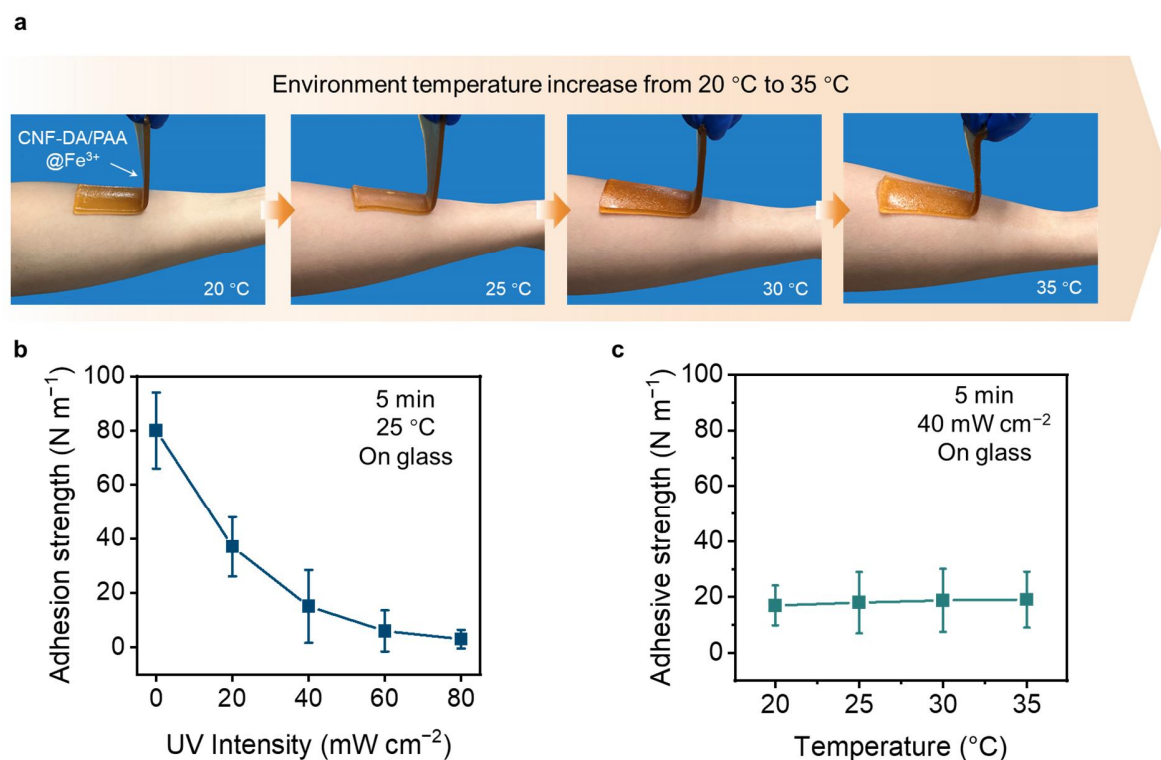 a
Environment temperature increase from 20 °C to 35 °C
CNF-DA/PAA
@Fe³⁺
20 °C
25 °C
30 °C
35 °C
b
100
80
60
40
20
0
Adhesion strength (N m⁻¹)
5 min
25 °C
On glass
0 20 40 60 80
UV Intensity (mW cm⁻²)
c
100
80
60
40
20
0
Adhesive strength (N m⁻¹)
5 min
40 mW cm⁻²
On glass
20 25 30 35
Temperature (°C)